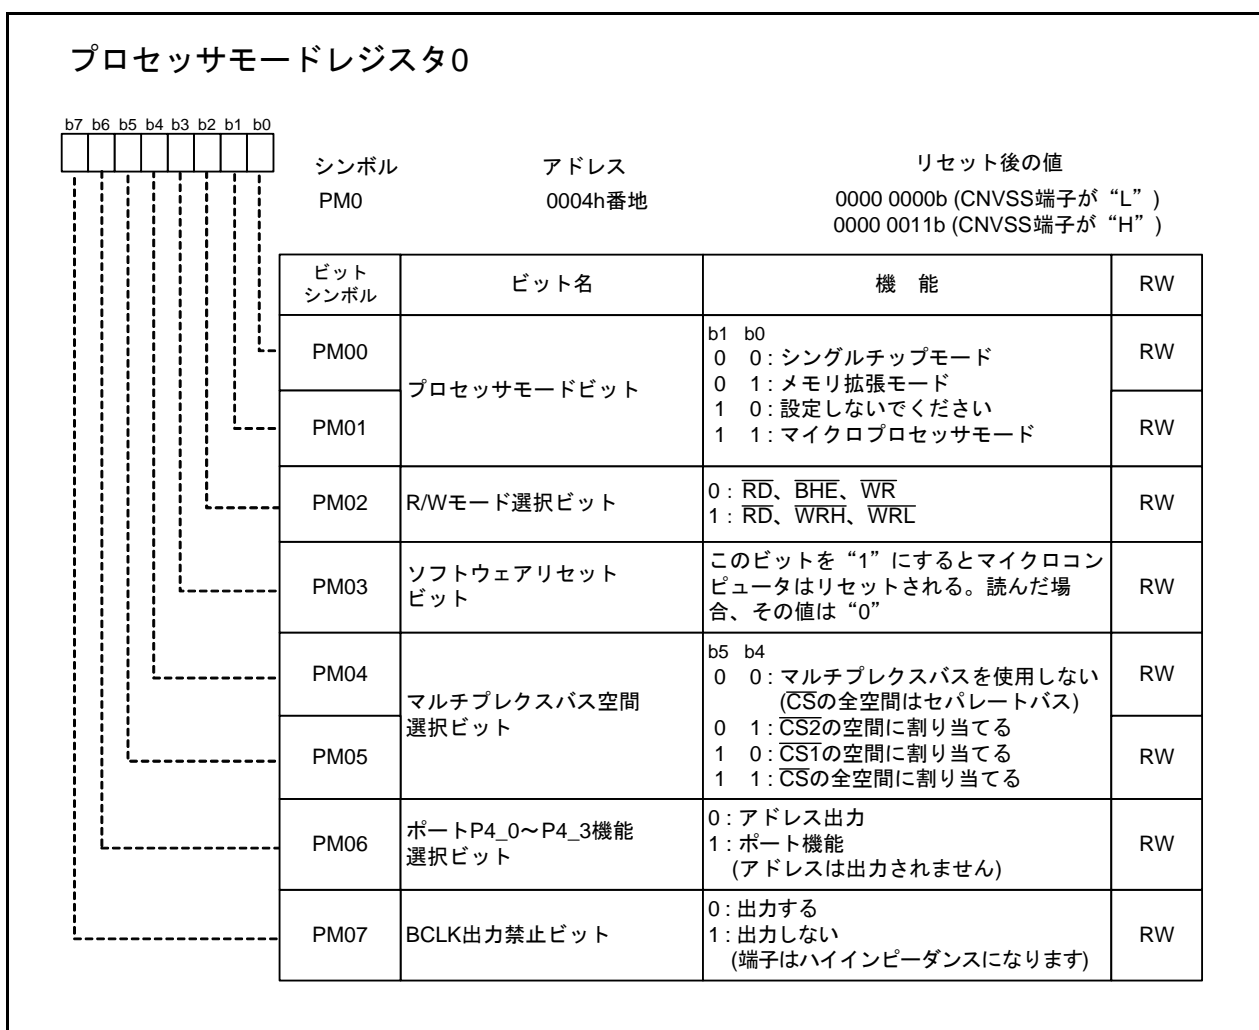 プロセッサモードレジスタ0
b7 b6 b5 b4 b3 b2 b1 b0
シンボル アドレス リセット後の値
PM0 0004h番地 0000 0000b (CNVSS端子が“L”)
0000 0011b (CNVSS端子が“H”)
ビット
シンボル ビット名 機 能 RW
PM00 プロセッサモードビット b1 b0
0 0 : シングルチップモード RW
0 1 : メモリ拡張モード
PM01 1 0 : 設定しないでください RW
1 1 : マイクロプロセッサモード
PM02 R/Wモード選択ビット 0 : RD、BHE、WR RW
1 : RD、WRH、WRL
PM03 ソフトウェアリセット
ビット このビットを“1”にするとマイクロコン
ピュータはリセットされる。読んだ場 RW
合、その値は“0”
PM04 マルチプレクスバス空間
選択ビット b5 b4
0 0 : マルチプレクスバスを使用しない RW
(CSの全空間はセパレートバス)
0 1 : CS2の空間に割り当てる
PM05 1 0 : CS1の空間に割り当てる RW
1 1 : CSの全空間に割り当てる
PM06 ポートP4_0～P4_3機能
選択ビット 0 : アドレス出力
1 : ポート機能 RW
(アドレスは出力されません)
PM07 BCLK出力禁止ビット 0 : 出力する
1 : 出力しない RW
(端子はハイインピーダンスになります)